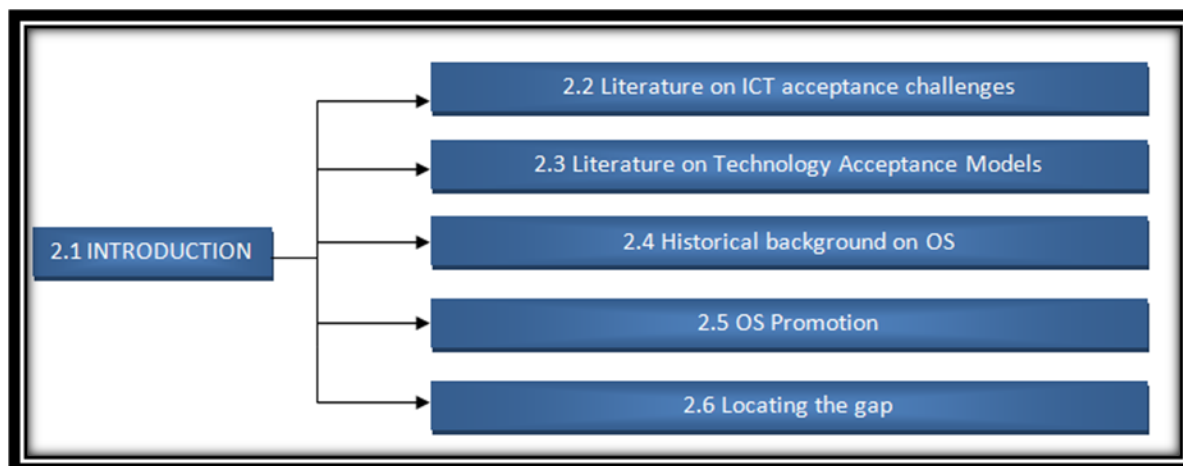 2.1 INTRODUCTION
2.2 Literature on ICT acceptance challenges
2.3 Literature on Technology Acceptance Models
2.4 Historical background on OS
2.5 OS Promotion
2.6 Locating the gap